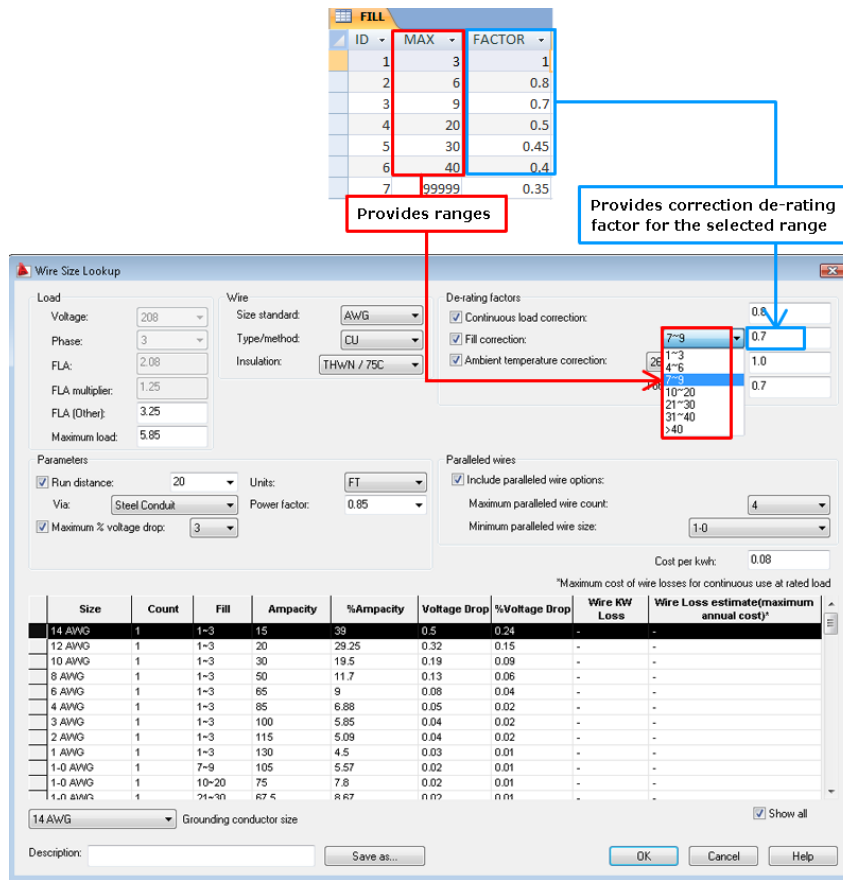 FILL
ID MAX FACTOR
1 3 1
2 6 0.8
3 9 0.7
4 20 0.5
5 30 0.45
6 40 0.4
7 99999 0.35
Provides ranges
Provides correction de-rating
factor for the selected range
Wire Size Lookup
Load
Voltage: 208
Phase: 3
FLA: 2.08
FLA multiplier: 1.25
FLA (Other): 3.25
Maximum load: 5.85
Wire
Size standard: AWG
Type/method: CU
Insulation: THWN / 75C
De-rating factors
Continuous load correction: 0.8
Fill correction: 7~9 0.7
Ambient temperature correction: 1.0
0.7
1~3
4~6
7~9
10~20
21~30
31~40
>40
Parameters
Run distance: 20 Units: FT
Via: Steel Conduit Power factor: 0.85
Maximum % voltage drop: 3
Paralleled wires
Include paralleled wire options:
Maximum paralleled wire count: 4
Minimum paralleled wire size: 1-0
Cost per kwh: 0.08
*Maximum cost of wire losses for continuous use at rated load
Size Count Fill Ampacity %Ampacity Voltage Drop %Voltage Drop Wire KW Loss Wire Loss estimate(maximum annual cost)*
14 AWG 1 1~3 15 39 0.5 0.24 - -
12 AWG 1 1~3 20 29.25 0.32 0.15 - -
10 AWG 1 1~3 30 19.5 0.19 0.09 - -
8 AWG 1 1~3 50 11.7 0.13 0.06 - -
6 AWG 1 1~3 65 9 0.08 0.04 - -
4 AWG 1 1~3 85 6.88 0.05 0.02 - -
3 AWG 1 1~3 100 5.85 0.04 0.02 - -
2 AWG 1 1~3 115 5.09 0.04 0.02 - -
1 AWG 1 1~3 130 4.5 0.03 0.01 - -
1-0 AWG 1 7~9 105 5.57 0.02 0.01 - -
1-0 AWG 1 10~20 75 7.8 0.02 0.01 - -
1-0 AWG 1 21~30 67.5 8.67 0.02 0.01 - -
14 AWG Grounding conductor size
Show all
Description:
Save as...
OK Cancel Help